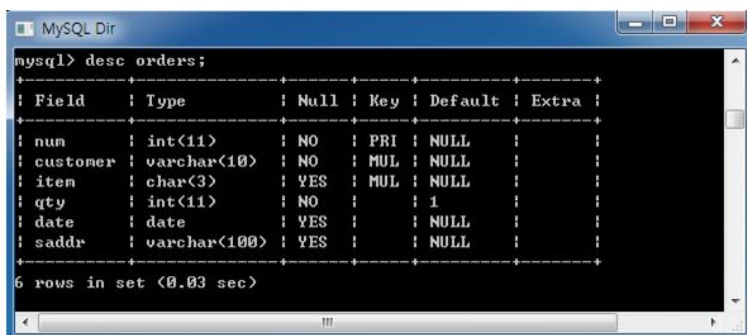 MySQL Dir
mysql> desc orders;
+----------+--------------+------+-----+---------+-------+
| Field    | Type         | Null | Key | Default | Extra |
+----------+--------------+------+-----+---------+-------+
| num      | int(11)      | NO   | PRI | NULL    |       |
| customer | varchar(10)  | NO   | MUL | NULL    |       |
| item     | char(3)      | YES  | MUL | NULL    |       |
| qty      | int(11)      | NO   |     | 1       |       |
| date     | date         | YES  |     | NULL    |       |
| saddr    | varchar(100) | YES  |     | NULL    |       |
+----------+--------------+------+-----+---------+-------+
6 rows in set (0.03 sec)